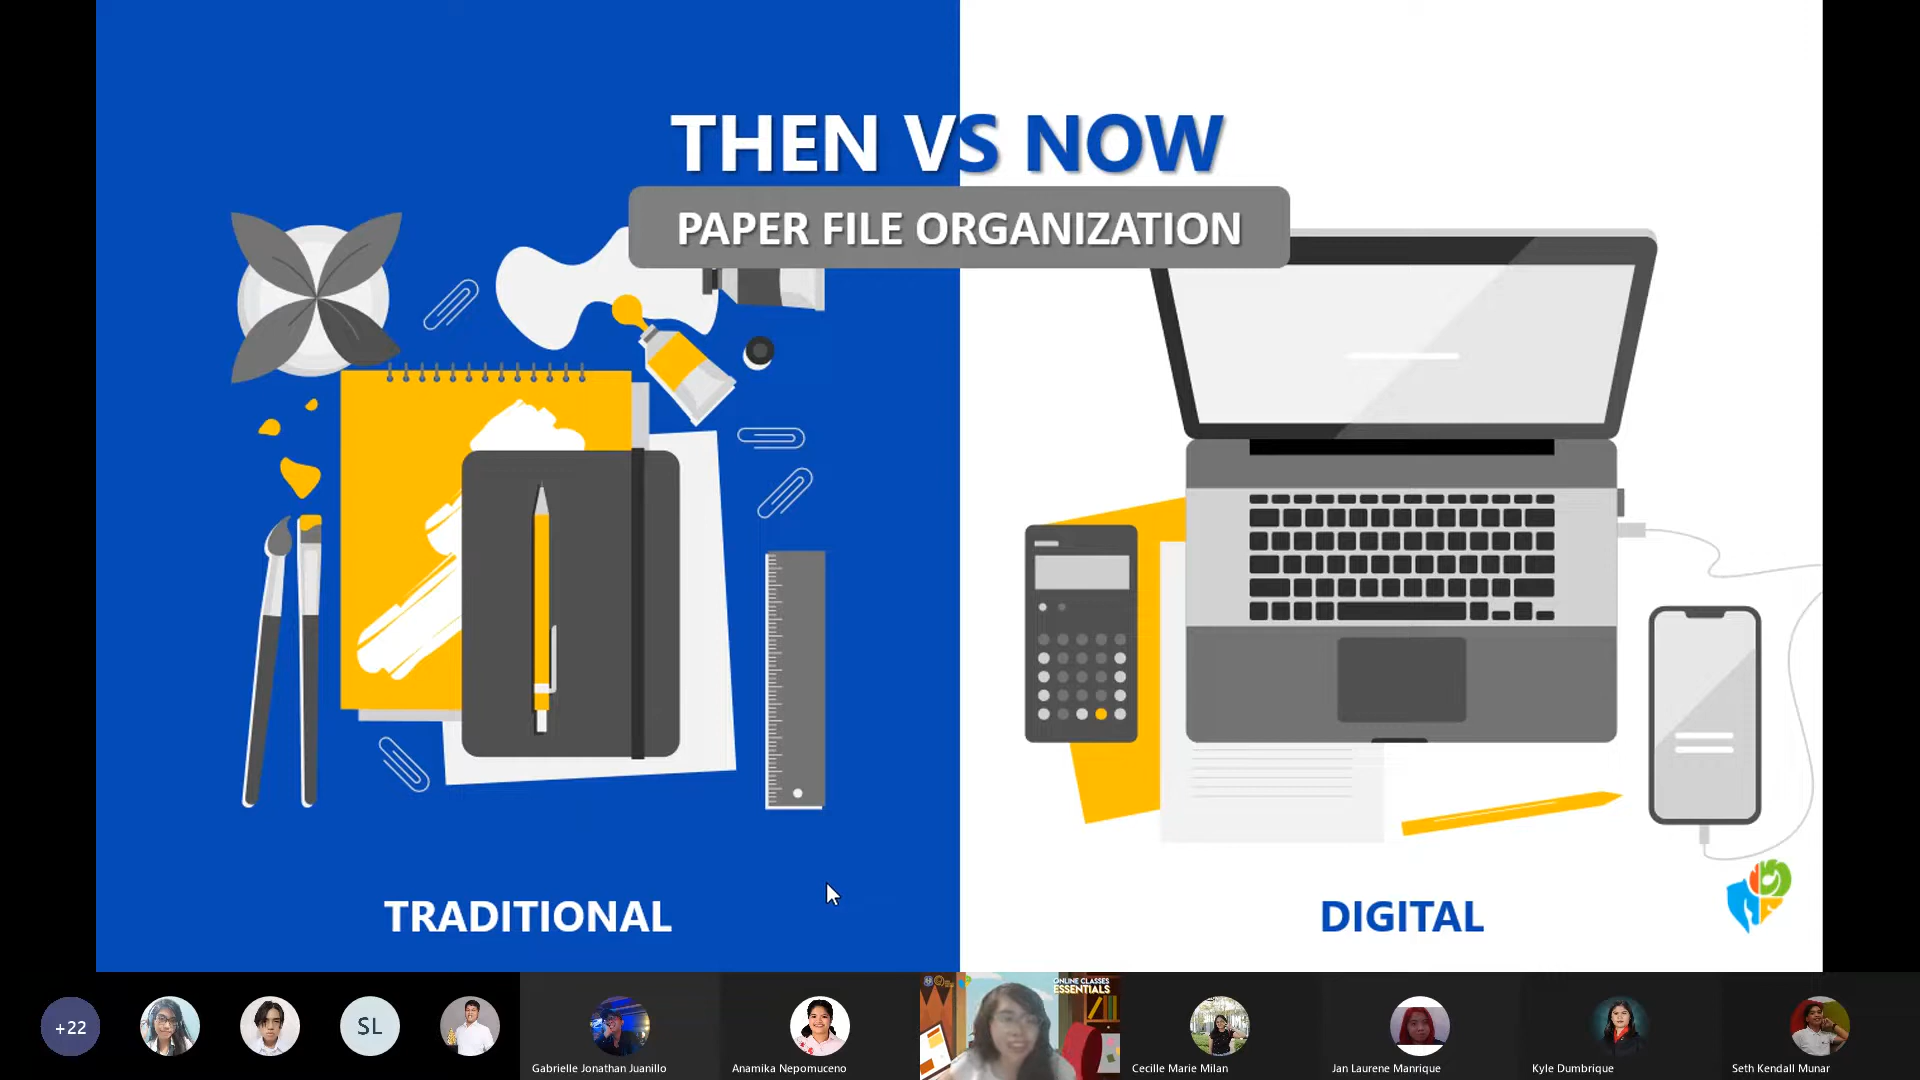 THEN VS NOW
PAPER FILE ORGANIZATION
TRADITIONAL
DIGITAL
+22
SL
ONLINE CLASSES
ESSENTIALS
Gabrielle Jonathan Juanillo
Anamika Nepomuceno
Cecille Marie Milan
Jan Laurene Manrique
Kyle Dumbrique
Seth Kendall Munar